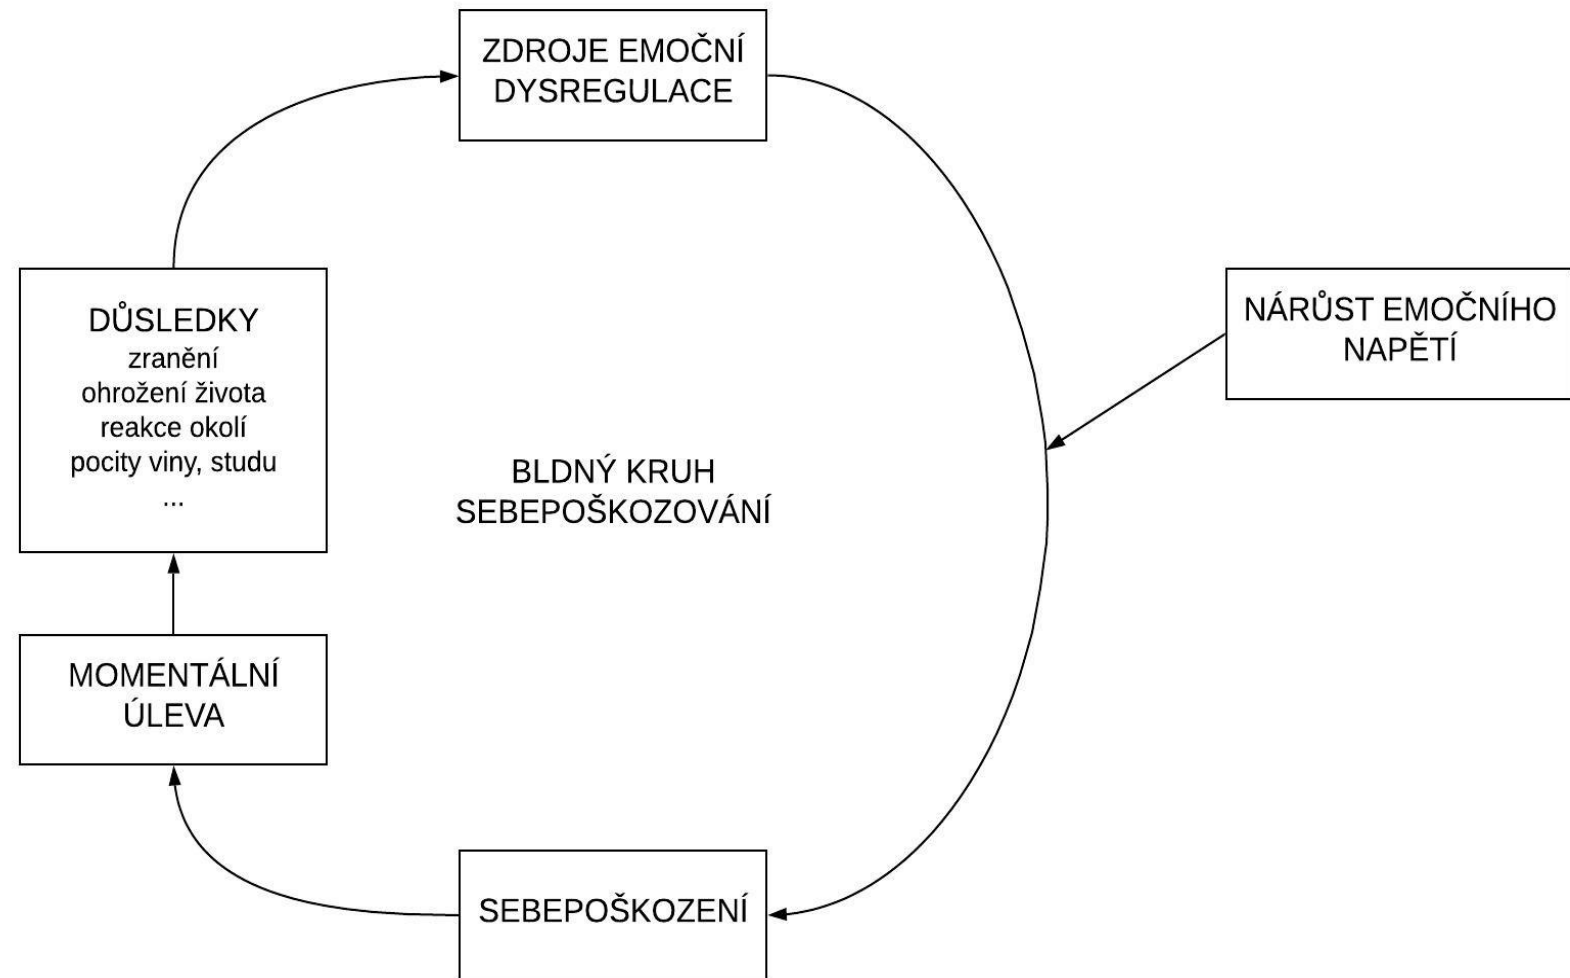 ZDROJE EMOČNÍ
DYSREGULACE
NÁRŮST EMOČNÍHO
NAPĚTÍ
DŮSLEDKY
zranění
ohrožení života
reakce okolí
pocity viny, studu
...
BLDNÝ KRUH
SEBEPOŠKOZOVÁNÍ
MOMENTÁLNÍ
ÚLEVA
SEBEPOŠKOZENÍ